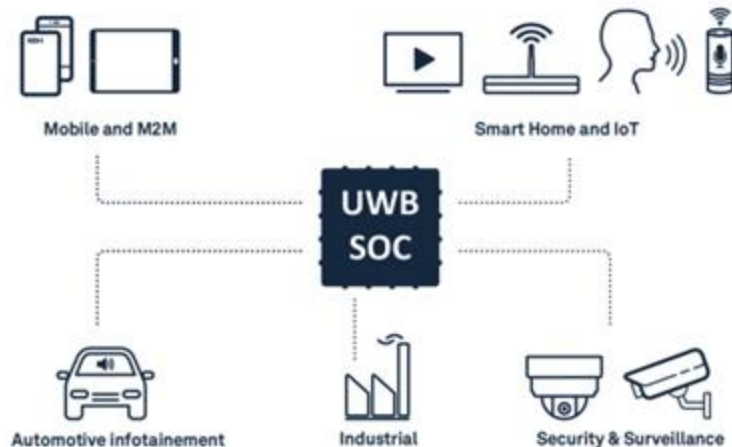 Mobile and M2M
Smart Home and IoT
UWB
SOC
Automotive infotainement
Industrial
Security & Surveillance